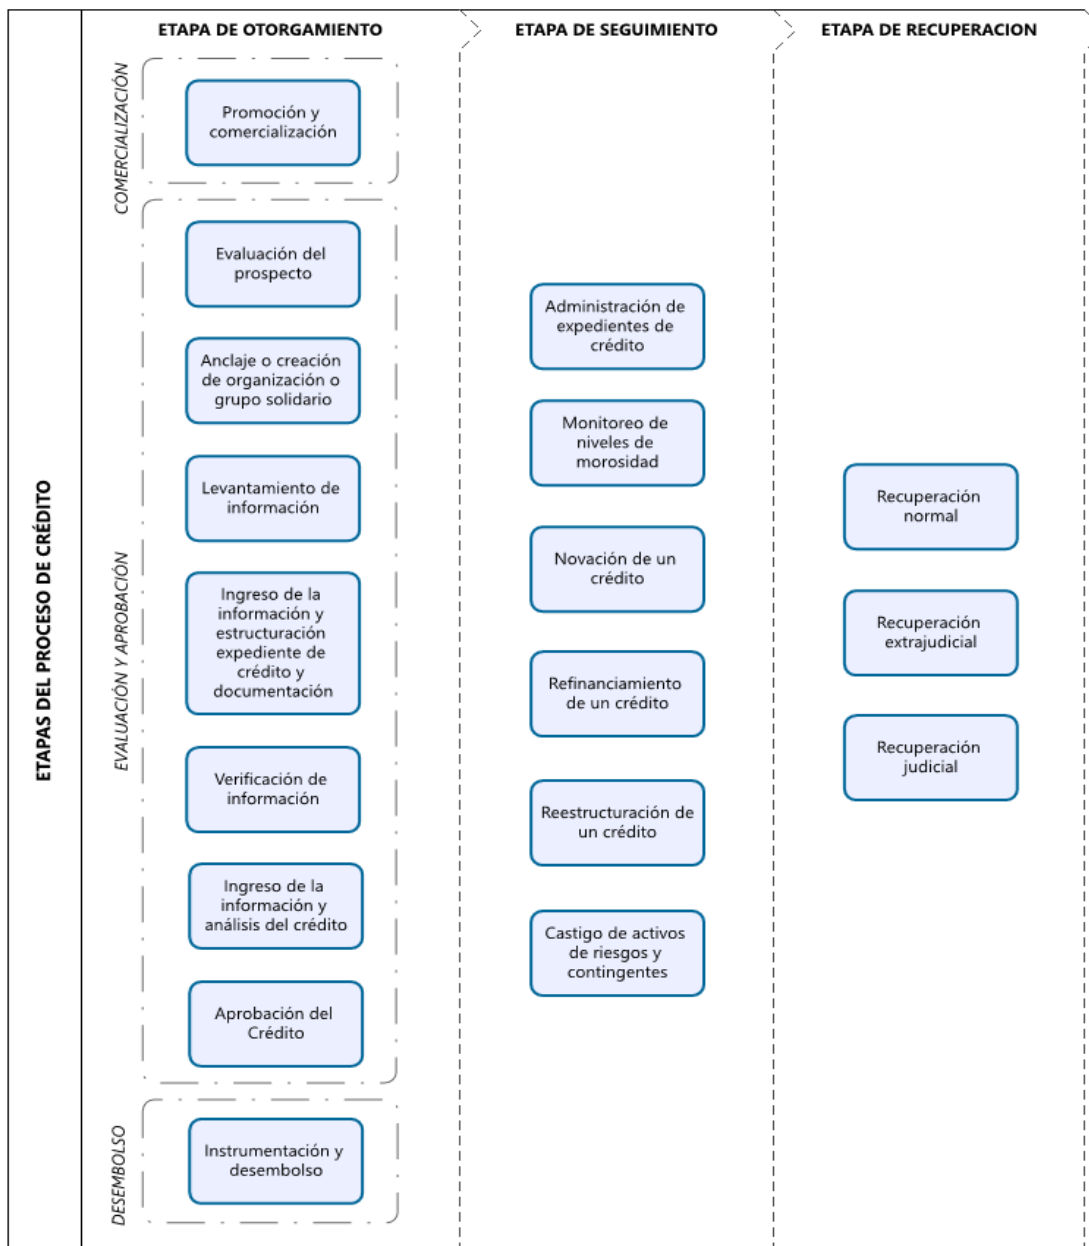 ETAPAS DEL PROCESO DE CRÉDITO
ETAPA DE OTORGAMIENTO
COMERCIALIZACIÓN
Promoción y
comercialización
EVALUACIÓN Y APROBACIÓN
Evaluación del
prospecto
Anclaje o creación
de organización o
grupo solidario
Levantamiento de
información
Ingreso de la
información y
estructuración
expediente de
crédito y
documentación
Verificación de
información
Ingreso de la
información y
análisis del crédito
Aprobación del
Crédito
DESEMBOLSO
Instrumentación y
desembolso
ETAPA DE SEGUIMIENTO
Administración de
expedientes de
crédito
Monitoreo de
niveles de
morosidad
Novación de un
crédito
Refinanciamiento
de un crédito
Reestructuración de
un crédito
Castigo de activos
de riesgos y
contingentes
ETAPA DE RECUPERACION
Recuperación
normal
Recuperación
extrajudicial
Recuperación
judicial